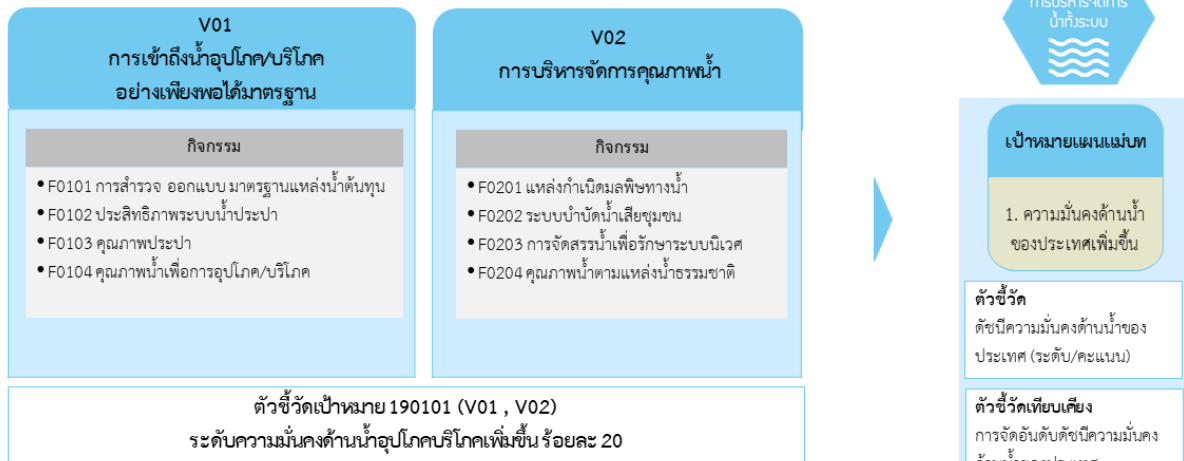 V01
การเข้าถึงน้ำอุปโภค/บริโภค
อย่างเพียงพอได้มาตรฐาน
กิจกรรม
• F0101 การสำรวจ ออกแบบ มาตรฐานแหล่งน้ำต้นทุน
• F0102 ประสิทธิภาพระบบน้ำประปา
• F0103 คุณภาพประปา
• F0104 คุณภาพน้ำเพื่อการอุปโภค/บริโภค
V02
การบริหารจัดการคุณภาพน้ำ
กิจกรรม
• F0201 แหล่งกำเนิดมลพิษทางน้ำ
• F0202 ระบบบำบัดน้ำเสียชุมชน
• F0203 การจัดสรรน้ำเพื่อรักษาระบบนิเวศ
• F0204 คุณภาพน้ำตามแหล่งน้ำธรรมชาติ
ตัวชี้วัดเป้าหมาย 190101 (V01 , V02)
ระดับความมั่นคงด้านน้ำอุปโภคบริโภคเพิ่มขึ้น ร้อยละ 20
การบริหารจัดการ
น้ำทั้งระบบ
เป้าหมายแผนแม่บท
1. ความมั่นคงด้านน้ำ
ของประเทศเพิ่มขึ้น
ตัวชี้วัด
ดัชนีความมั่นคงด้านน้ำของ
ประเทศ (ระดับ/คะแนน)
ตัวชี้วัดเทียบเคียง
การจัดอันดับดัชนีความมั่นคง